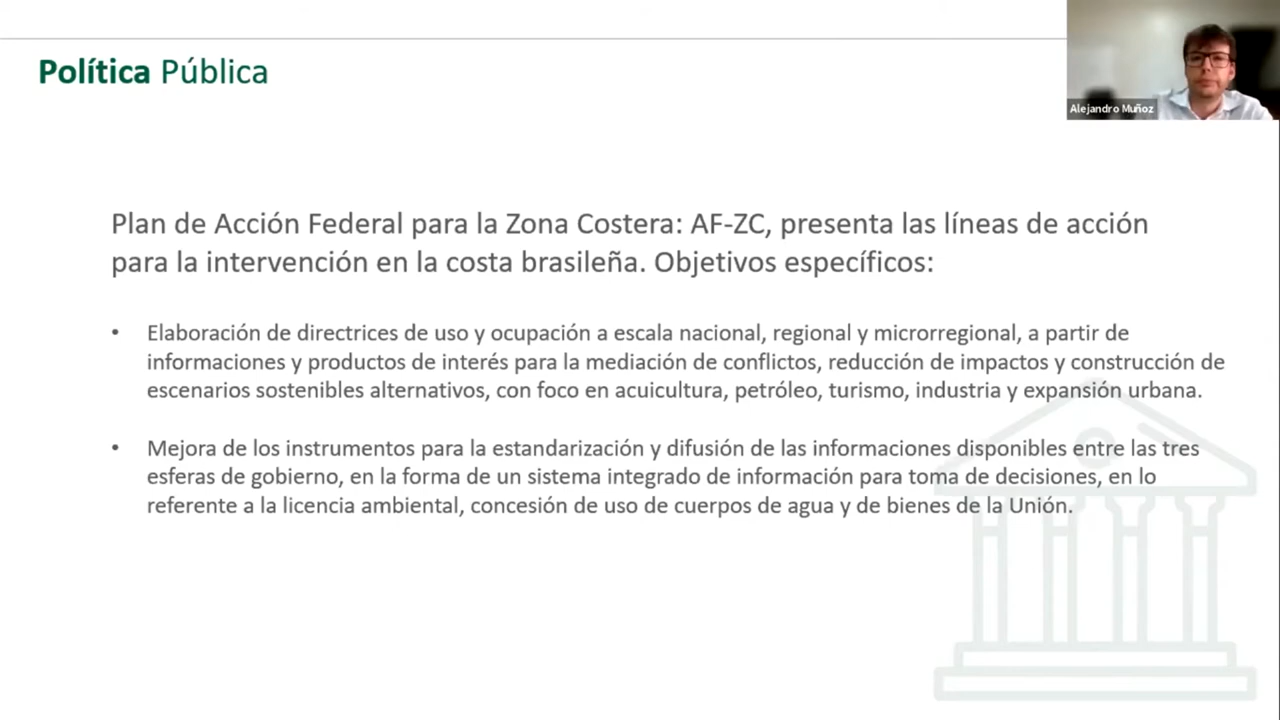 Política Pública
Alejandro Muñoz
Plan de Acción Federal para la Zona Costera: AF-ZC, presenta las líneas de acción
para la intervención en la costa brasileña. Objetivos específicos:
• Elaboración de directrices de uso y ocupación a escala nacional, regional y microrregional, a partir de
informaciones y productos de interés para la mediación de conflictos, reducción de impactos y construcción de
escenarios sostenibles alternativos, con foco en acuicultura, petróleo, turismo, industria y expansión urbana.
• Mejora de los instrumentos para la estandarización y difusión de las informaciones disponibles entre las tres
esferas de gobierno, en la forma de un sistema integrado de información para toma de decisiones, en lo
referente a la licencia ambiental, concesión de uso de cuerpos de agua y de bienes de la Unión.